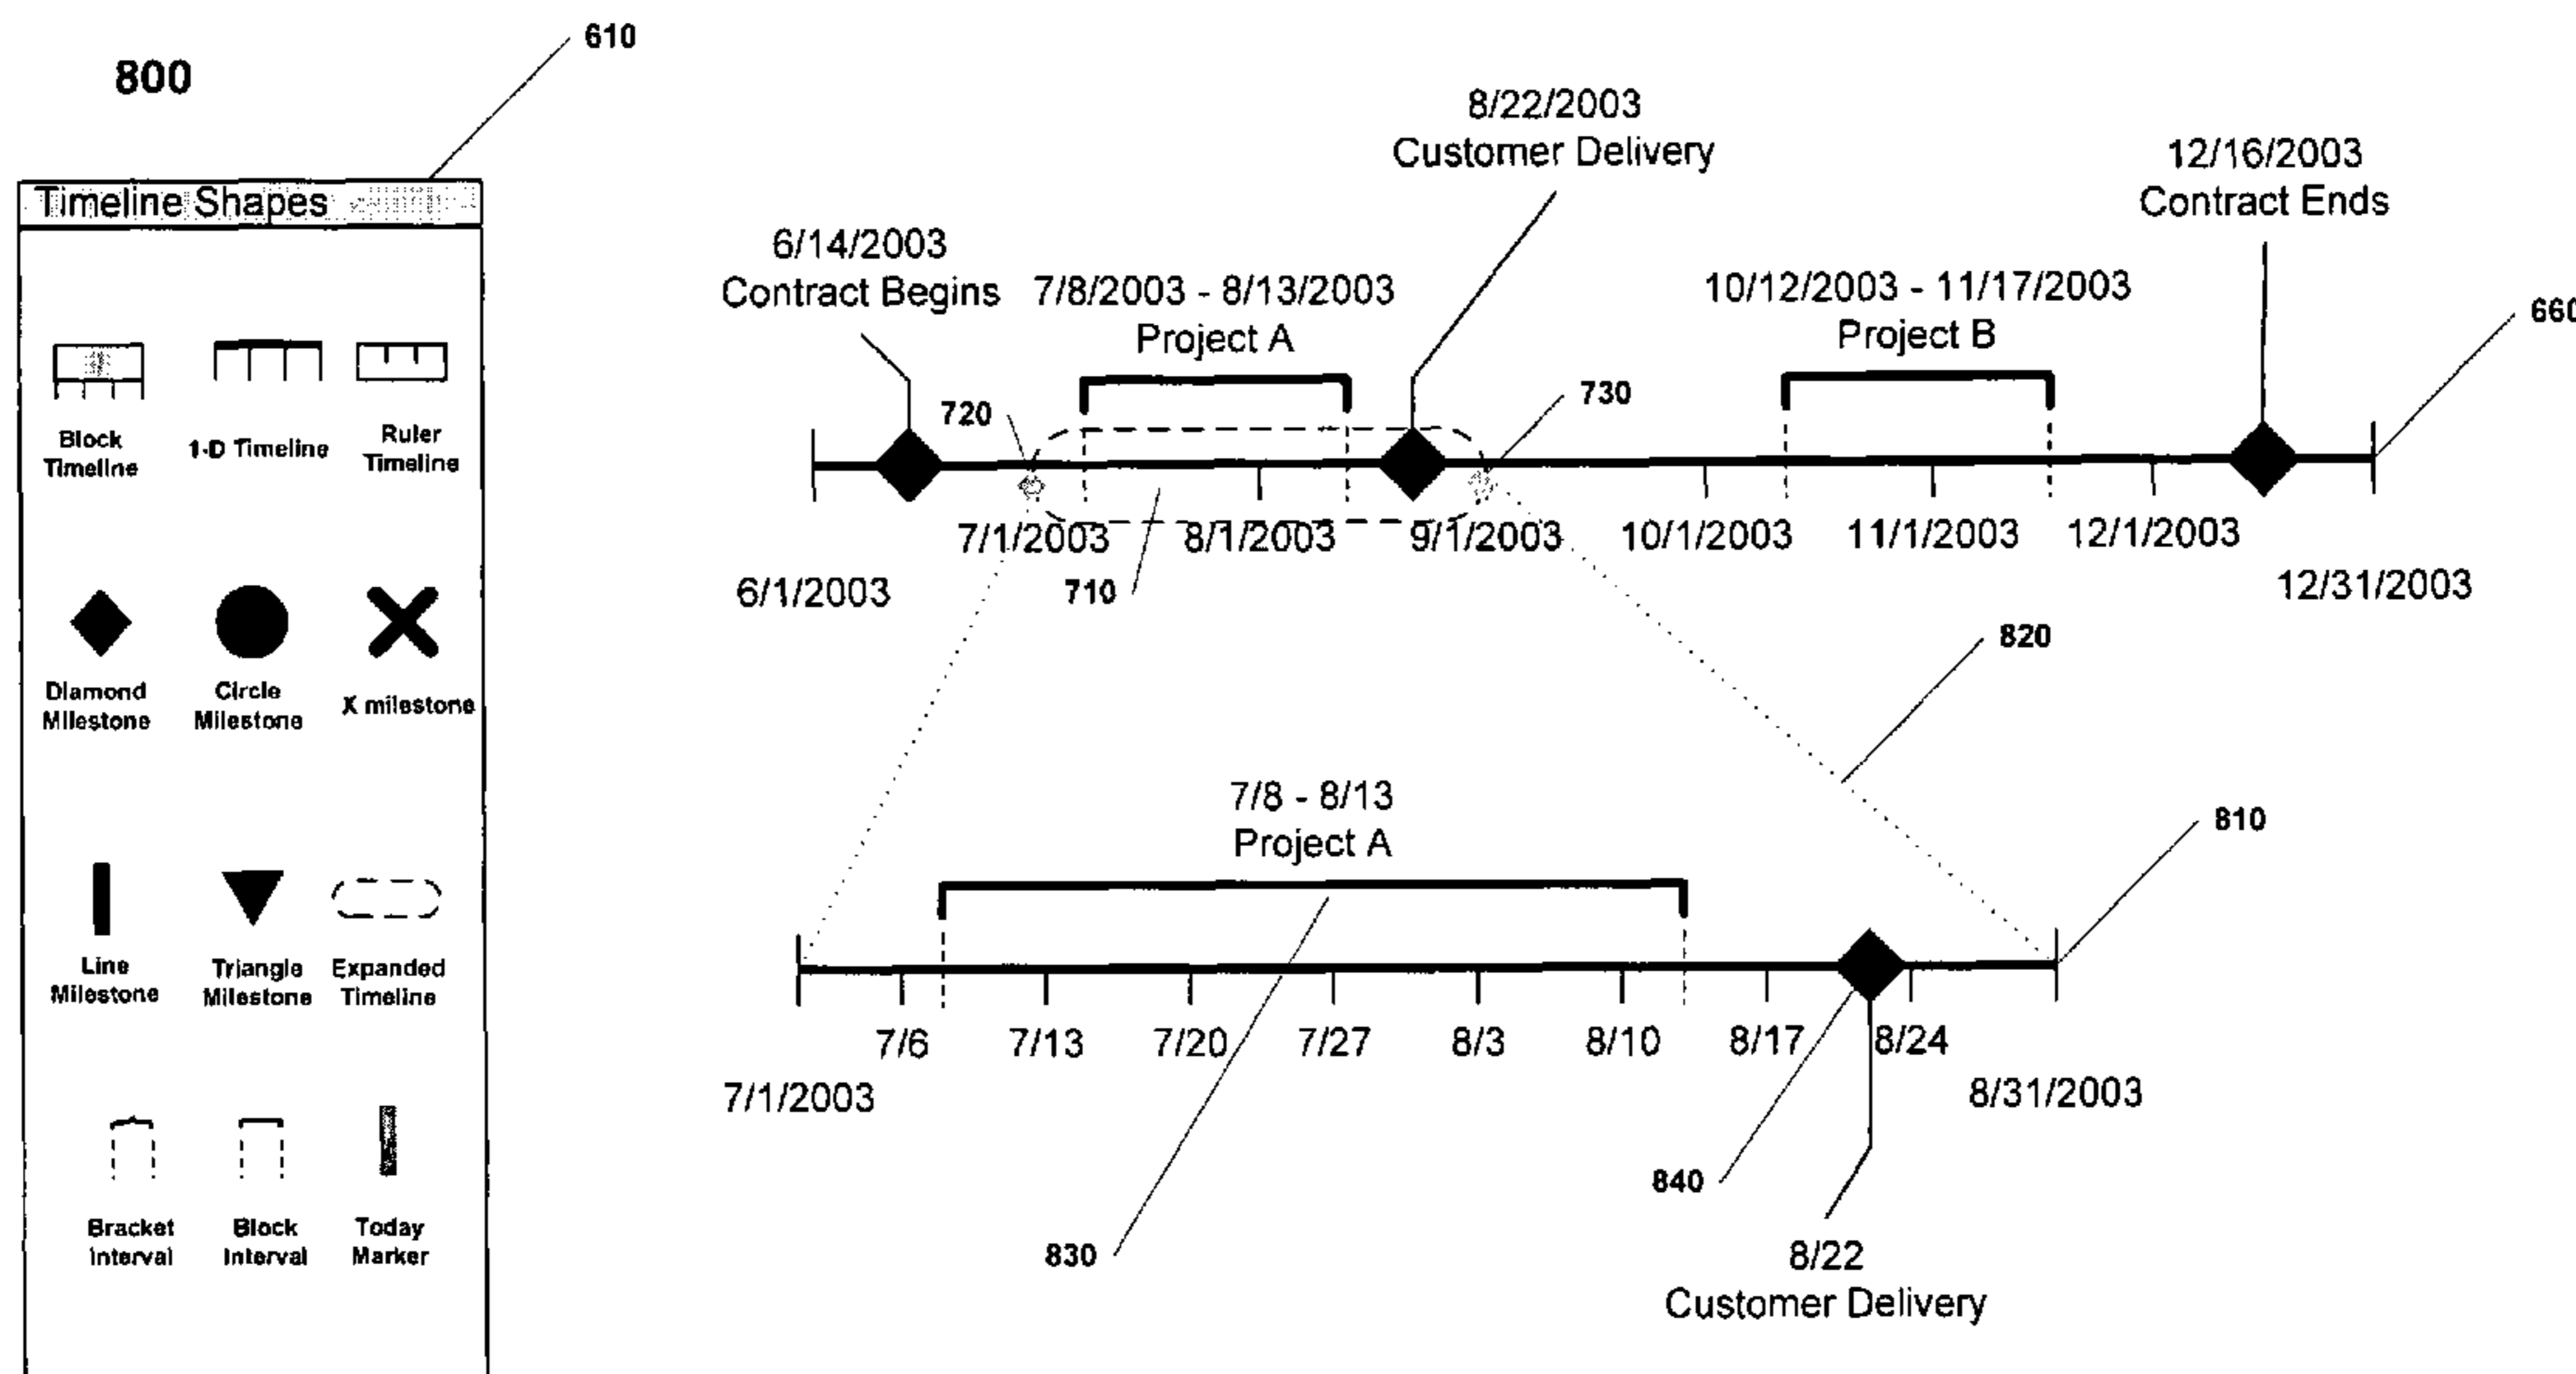 800
610
Timeline Shapes
Block
Timeline
1-D Timeline
Ruler
Timeline
Diamond
Milestone
Circle
Milestone
X milestone
Line
Milestone
Triangle
Milestone
Expanded
Timeline
Bracket
Interval
Block
Interval
Today
Marker
8/22/2003
Customer Delivery
12/16/2003
Contract Ends
6/14/2003
Contract Begins
7/8/2003 - 8/13/2003
Project A
10/12/2003 - 11/17/2003
Project B
660
720
730
7/1/2003
8/1/2003
9/1/2003
10/1/2003
11/1/2003
12/1/2003
6/1/2003
710
12/31/2003
820
7/8 - 8/13
Project A
810
7/6
7/13
7/20
7/27
8/3
8/10
8/17
8/24
7/1/2003
8/31/2003
840
830
8/22
Customer Delivery